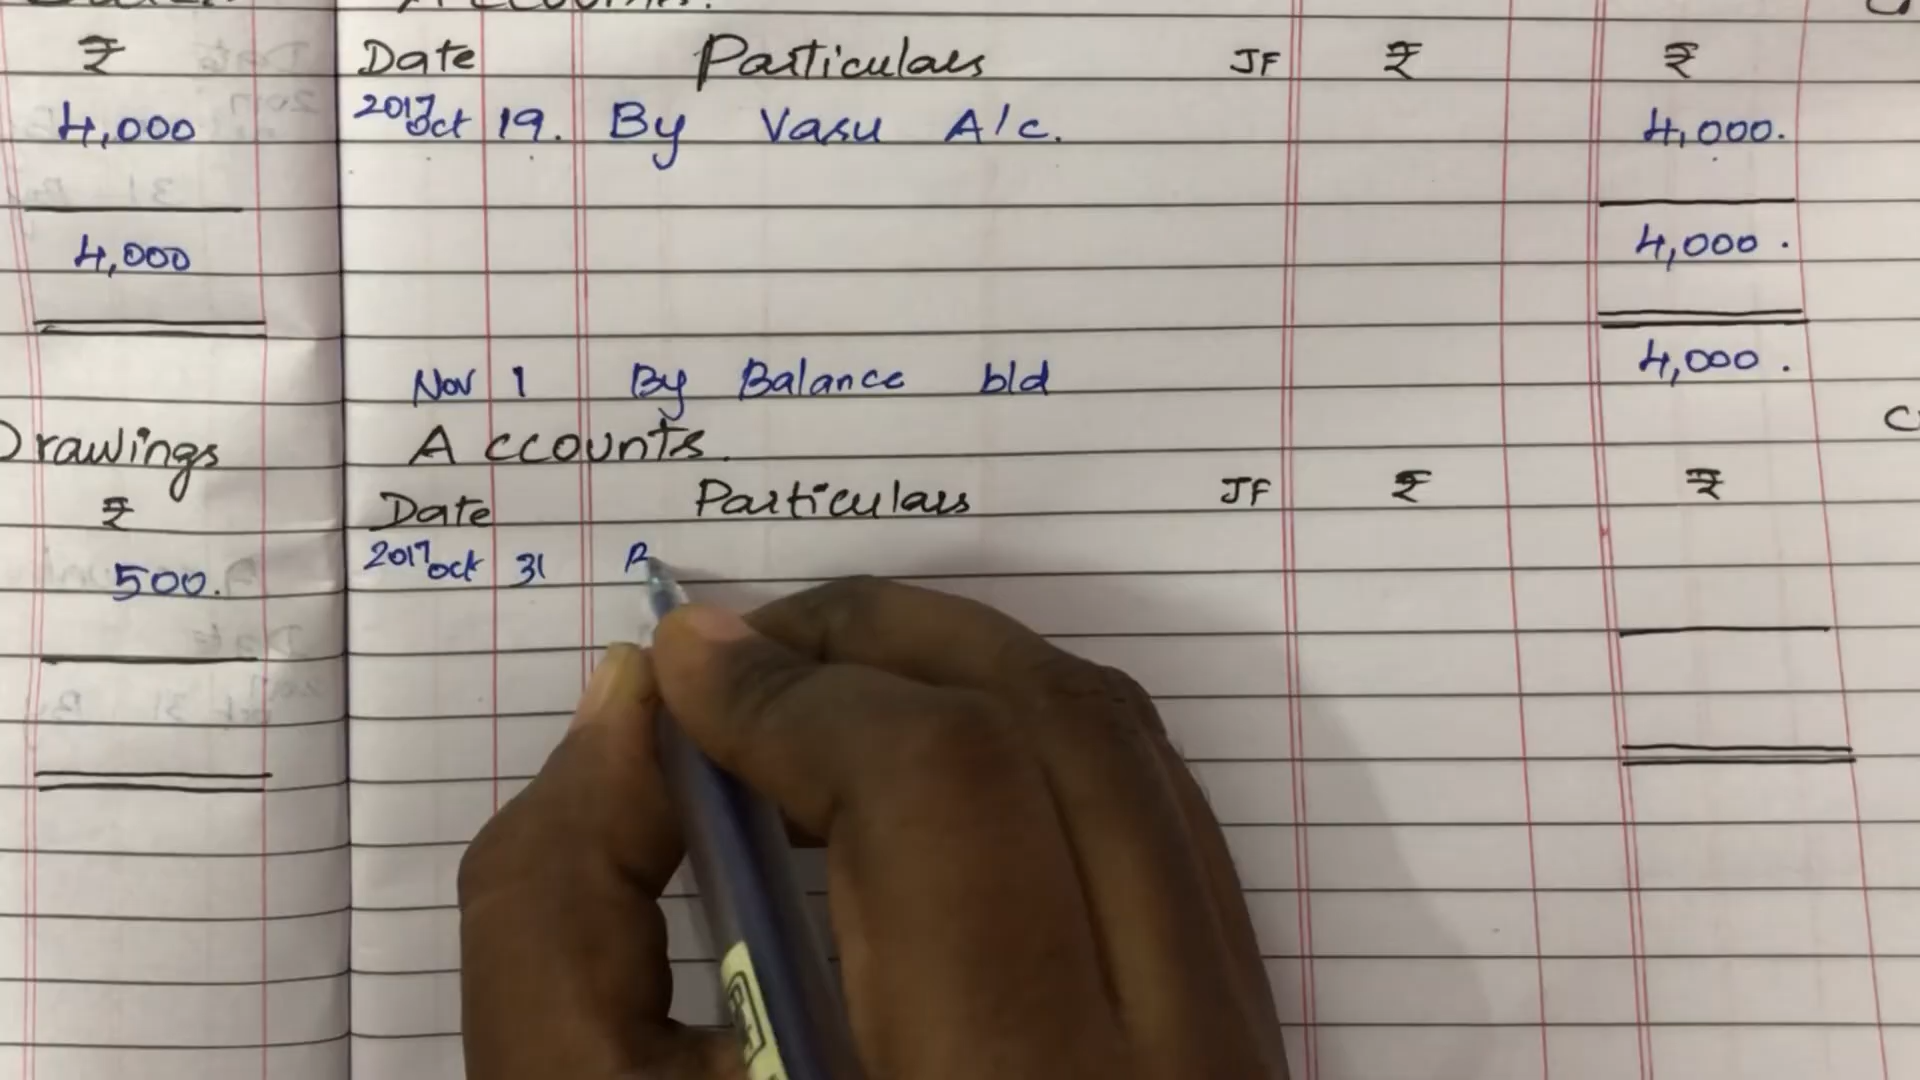 Accounts.
₹ Date Particulars JF ₹ ₹
4,000 2017 Oct 19. By Vasu A/c. 4,000.
4,000 4,000.
4,000.
Nov 1 By Balance b/d
Drawings Accounts.
₹ Date Particulars JF ₹ ₹
500. 2017 Oct 31